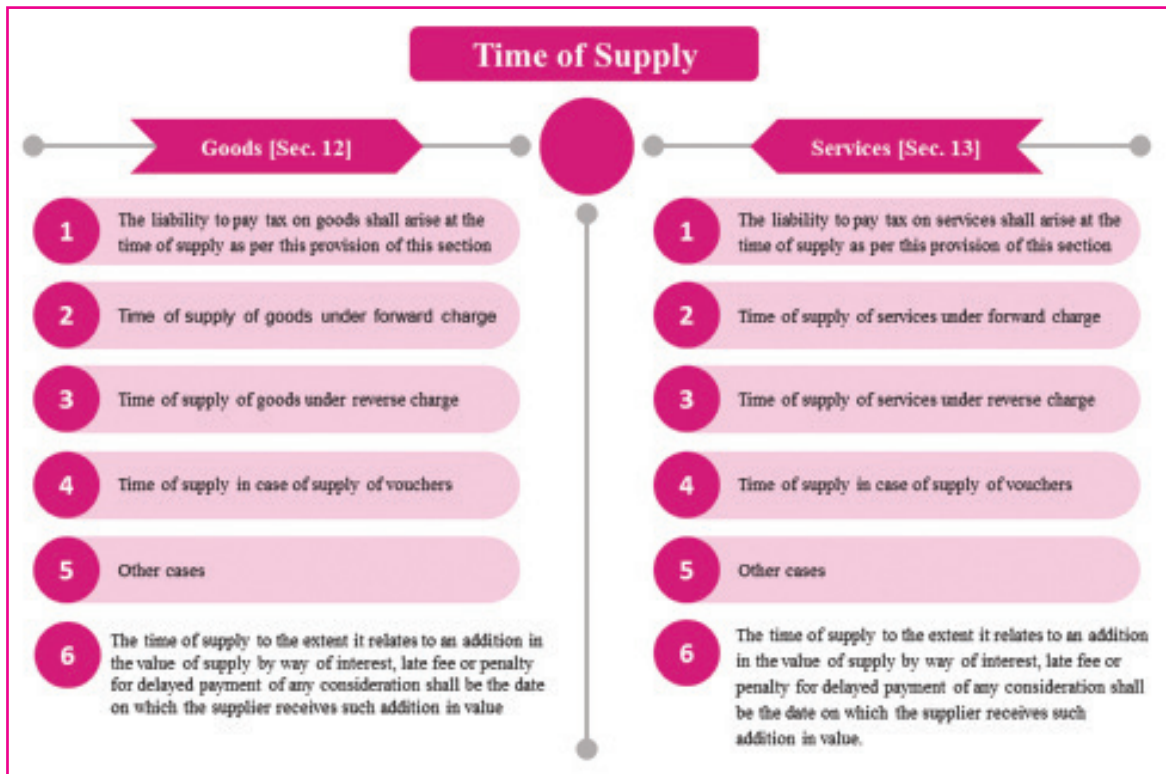 Time of Supply
Goods [Sec. 12]
1
The liability to pay tax on goods shall arise at the
time of supply as per this provision of this section
2
Time of supply of goods under forward charge
3
Time of supply of goods under reverse charge
4
Time of supply in case of supply of vouchers
5
Other cases
6
The time of supply to the extent it relates to an addition in
the value of supply by way of interest, late fee or penalty
for delayed payment of any consideration shall be the date
on which the supplier receives such addition in value
Services [Sec. 13]
1
The liability to pay tax on services shall arise at the
time of supply as per this provision of this section
2
Time of supply of services under forward charge
3
Time of supply of services under reverse charge
4
Time of supply in case of supply of vouchers
5
Other cases
6
The time of supply to the extent it relates to an addition
in the value of supply by way of interest, late fee or
penalty for delayed payment of any consideration shall
be the date on which the supplier receives such
addition in value.